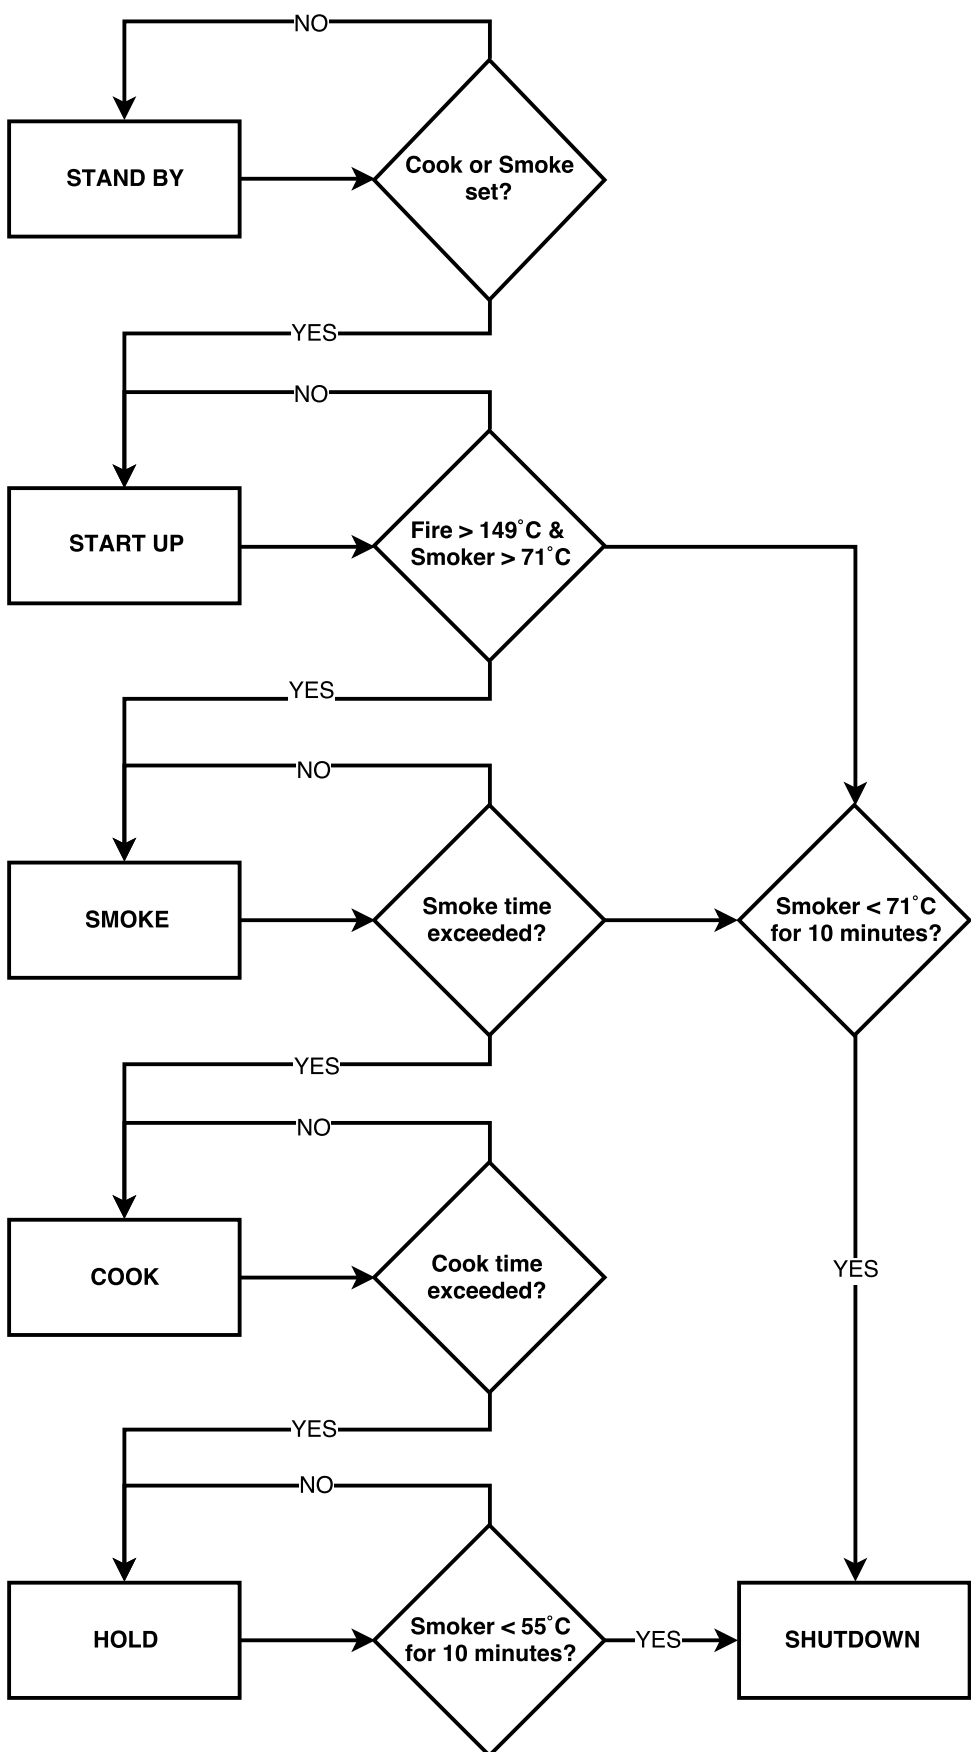 NO
STAND BY
Cook or Smoke
set?
YES
NO
START UP
Fire > 149°C &
Smoker > 71°C
YES
NO
SMOKE
Smoke time
exceeded?
Smoker < 71°C
for 10 minutes?
YES
NO
COOK
Cook time
exceeded?
YES
YES
NO
HOLD
Smoker < 55°C
for 10 minutes?
YES
SHUTDOWN